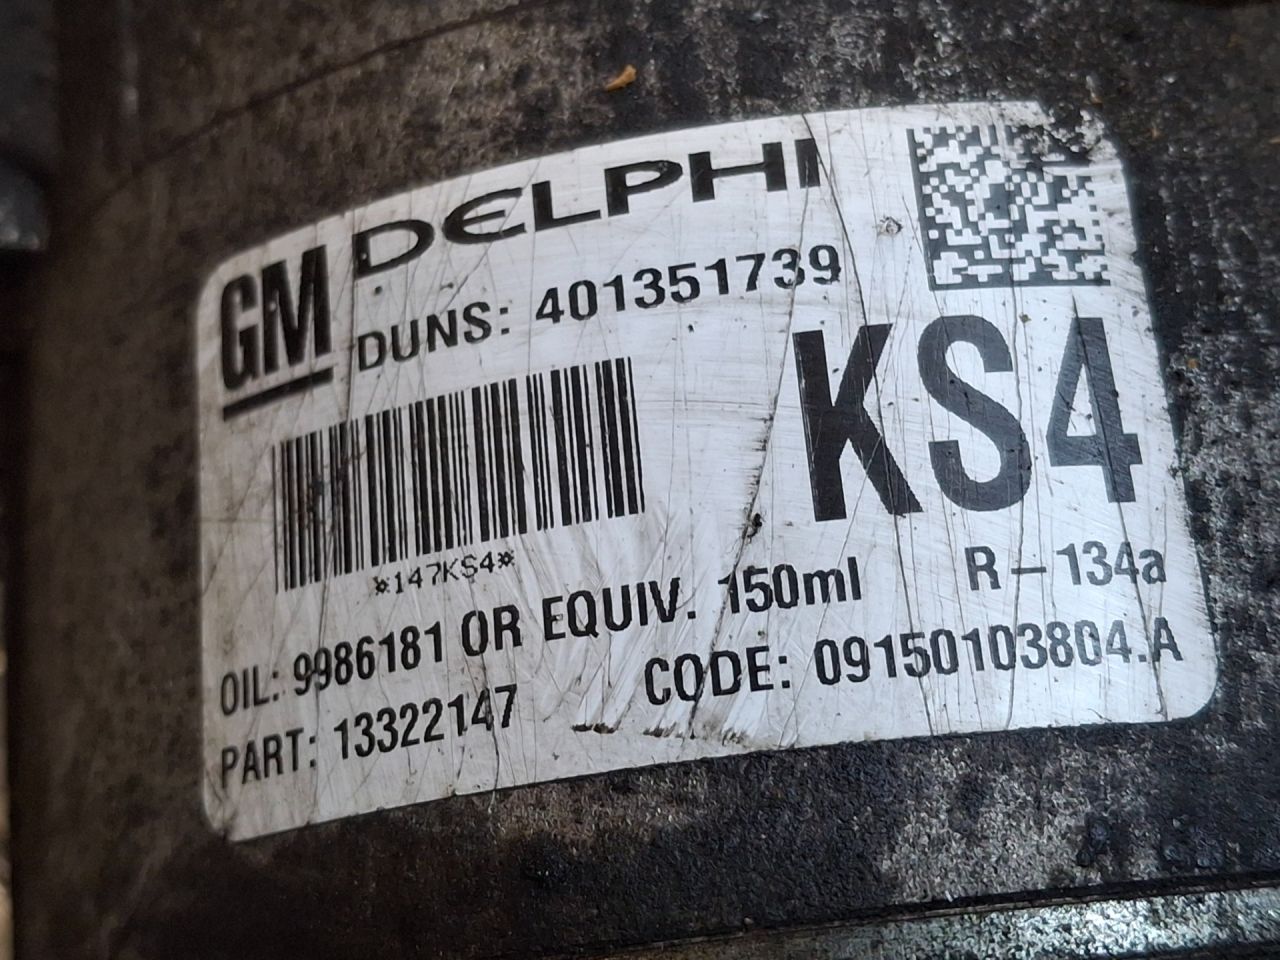 GM DELPHI
DUNS: 401351739
KS4
*147KS4*
R-134a
OIL: 9986181 OR EQUIV. 150ml
PART: 13322147
CODE: 09150103804.A